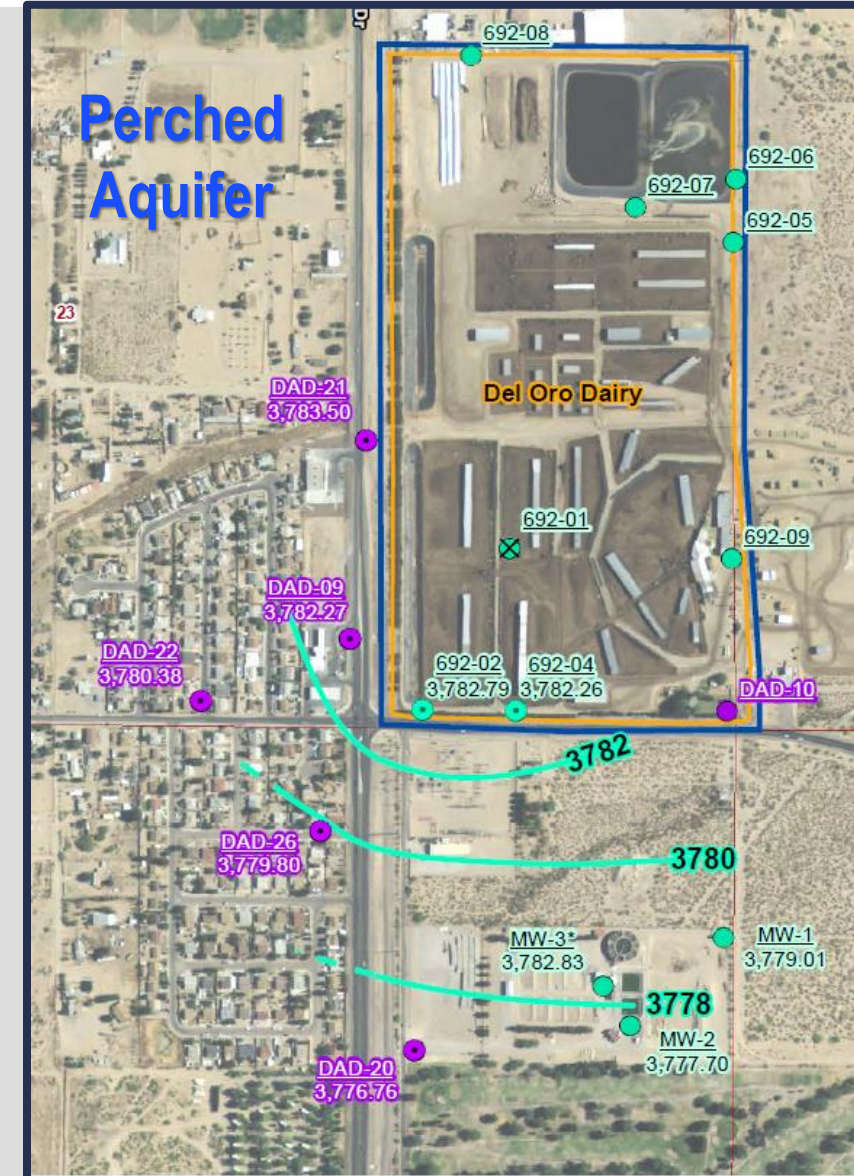 Dr
692-08
Perched
Aquifer
692-06
692-07
692-05
23
DAD-21
3,783.50
Del Oro Dairy
692-01
692-09
DAD-09
3,782.27
DAD-22
3,780.38
692-02
3,782.79
692-04
3,782.26
DAD-10
3782
DAD-26
3,779.80
3780
MW-3*
3,782.83
MW-1
3,779.01
3778
MW-2
3,777.70
DAD-20
3,776.76